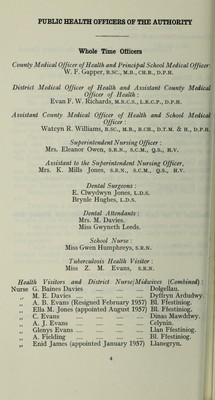 PUBLIC HEALTH OFFICERS OF THE AUTHORITY
Whole Time Officers
County Medical Officer of Health and Principal School Medical Officer:
W. F. Gapper, B.SC., M.B., CH.B., D.P.H.
District Medical Officer of Health and Assistant County Medical
Officer of Health :
Evan F. W. Richards, M.R.C.S., L.R.C.P., D.P.H.
Assistant County Medical Officer of Health and School Medical
Officer :
Watcyn R. Williams, B.SC., M.B., B.CH., D.T.M. & H., D.P.H.
Superintendent Nursing Officer :
Mrs. Eleanor Owen, S.R.N., S.C.M., Q.S., H.V.
Assistant to the Superintendent Nursing Officer,
Mrs. K. Mills Jones, S.R.N., S.C.M., Q.S., H.V.
Dental Surgeons :
E. Clwydwyn Jones, L.D.S.
Brynle Hughes, L.D.S.
Dental Attendants :
Mrs. M. Davies.
Miss Gwyneth Leeds.
School Nurse :
Miss Gwen Humphreys, S.R.N.
Tuberculosis Health Visitor :
Miss Z. M. Evans, S.R.N.
Health Visitors and District Nurse/Midwives (Combined) :
Nurse G. Baines Davies ... ... ... Dolgellau.
„ M. E. Davies ... ... ... ... Dyffryn Ardudwy.
„ A. B. Evans (Resigned February 1957) Bl. Ffestiniog.
„ Ella M. Jones (appointed August 1957) Bl. Ffestiniog.
„ C. Evans ... ... ... ... Dinas Mawddwy.
„ A. J. Evans ... ... ... ... Celynin.
„ Glenys Evans ... ... ... ... Llan Ffestiniog.
„ A. Fielding ... ... ... ... Bl. Ffestiniog.
„ Enid James (appointed January 1957) Llanegryn.
4